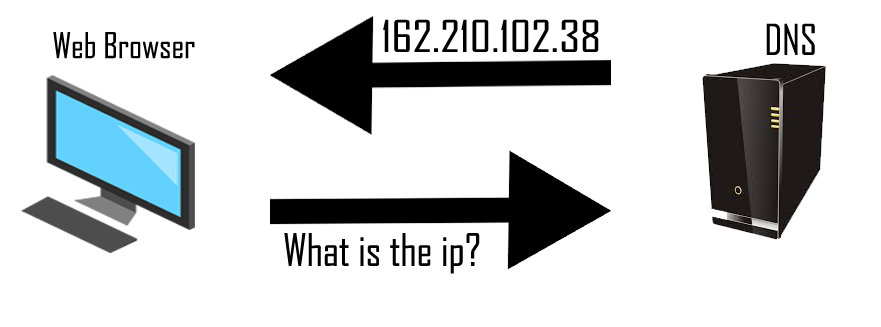 Web Browser
162.210.102.38
DNS
What is the ip?